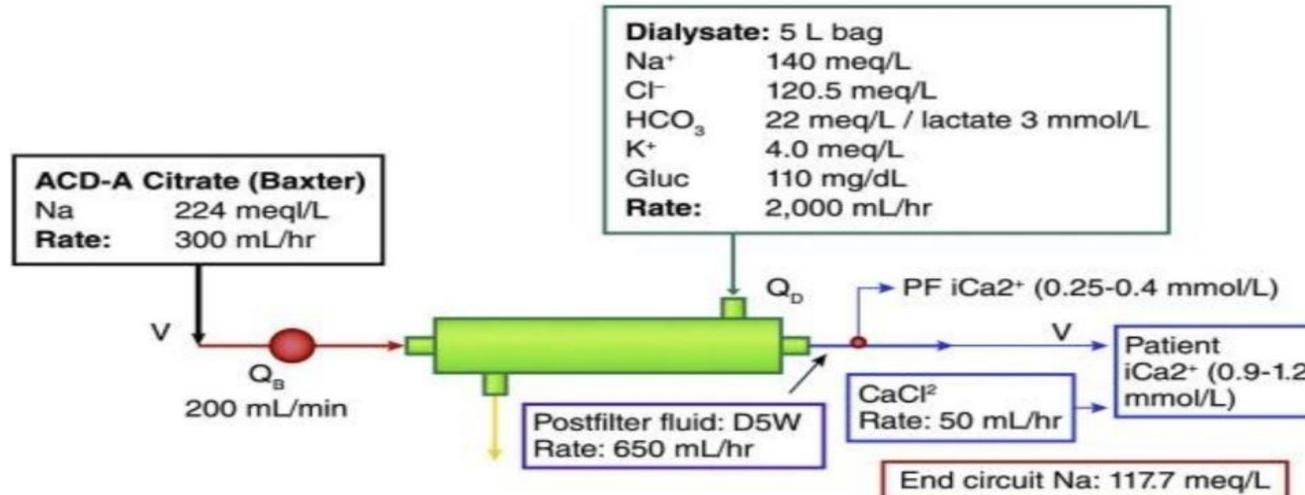 Dialysate: 5 L bag
Na⁺ 140 meq/L
Cl⁻ 120.5 meq/L
HCO₃ 22 meq/L / lactate 3 mmol/L
K⁺ 4.0 meq/L
Gluc 110 mg/dL
Rate: 2,000 mL/hr
ACD-A Citrate (Baxter)
Na 224 meql/L
Rate: 300 mL/hr
V
Q_B
200 mL/min
Q_D
PF iCa2⁺ (0.25-0.4 mmol/L)
V
Patient
iCa2⁺ (0.9-1.2
mmol/L)
CaCl²
Rate: 50 mL/hr
Postfilter fluid: D5W
Rate: 650 mL/hr
End circuit Na: 117.7 meq/L